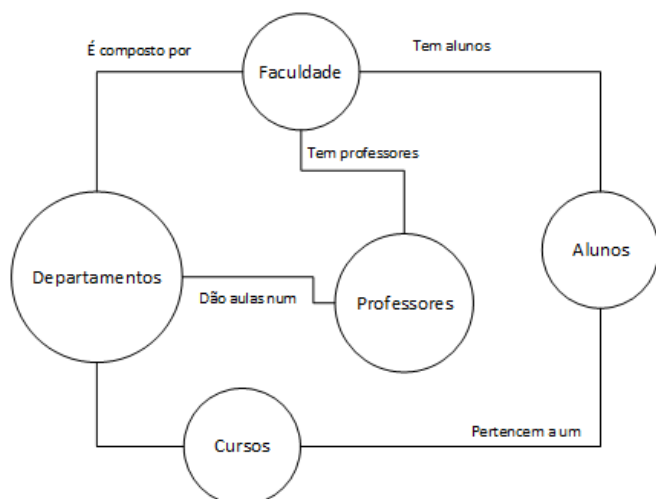 É composto por
Faculdade
Tem alunos
Tem professores
Departamentos
Alunos
Dão aulas num
Professores
Cursos
Pertencem a um